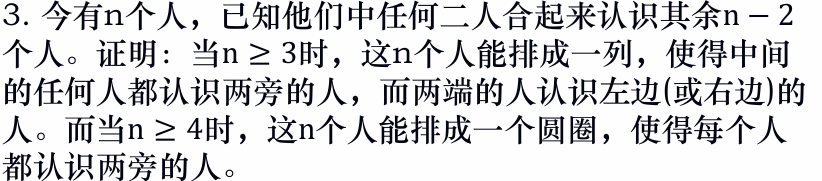 3. 今有n个人，已知他们中任何二人合起来认识其余n − 2
个人。证明：当n ≥ 3时，这n个人能排成一列，使得中间
的任何人都认识两旁的人，而两端的人认识左边(或右边)的
人。而当n ≥ 4时，这n个人能排成一个圆圈，使得每个人
都认识两旁的人。